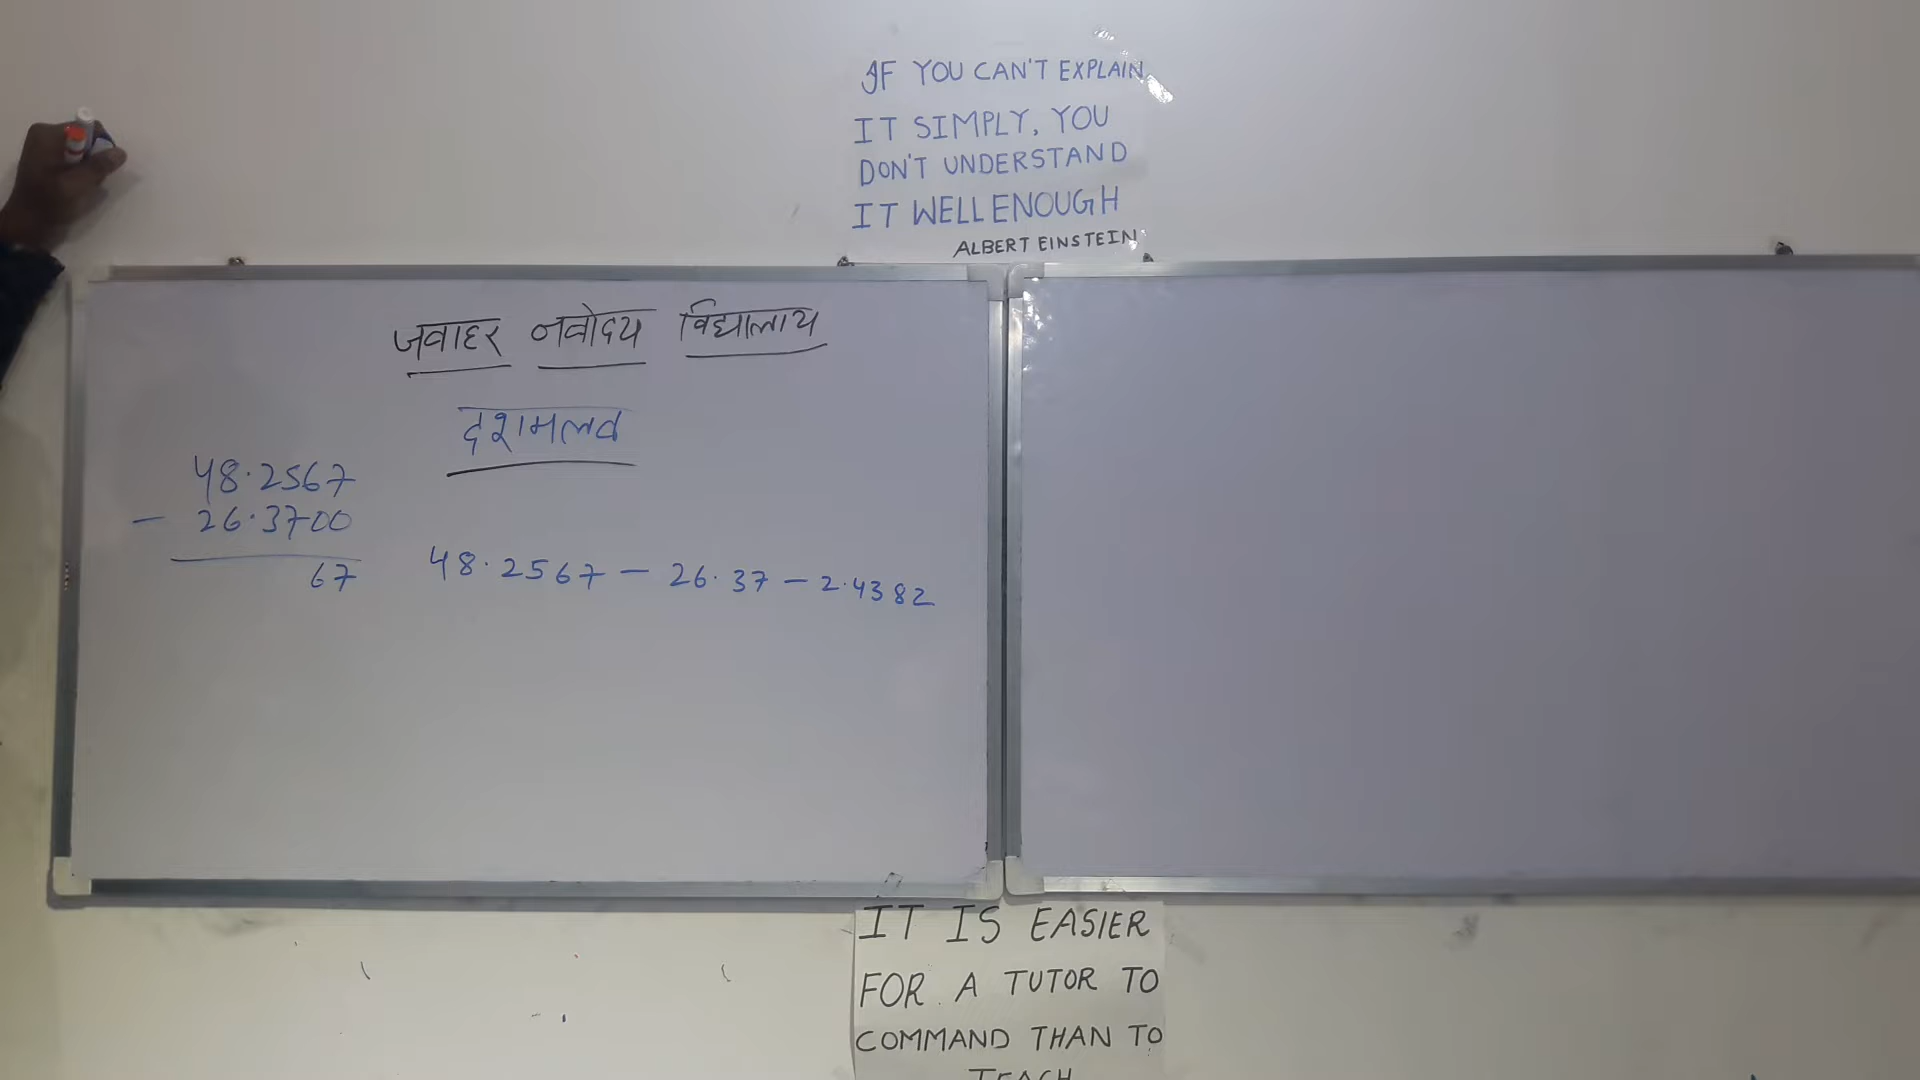 IF YOU CAN'T EXPLAIN
IT SIMPLY, YOU
DON'T UNDERSTAND
IT WELL ENOUGH
ALBERT EINSTEIN
जवाहर नवोदय विद्यालय
दशमलव
48.2567
- 26.3700
67
48.2567 - 26.37 - 2.4382
IT IS EASIER
FOR A TUTOR TO
COMMAND THAN TO
TEACH